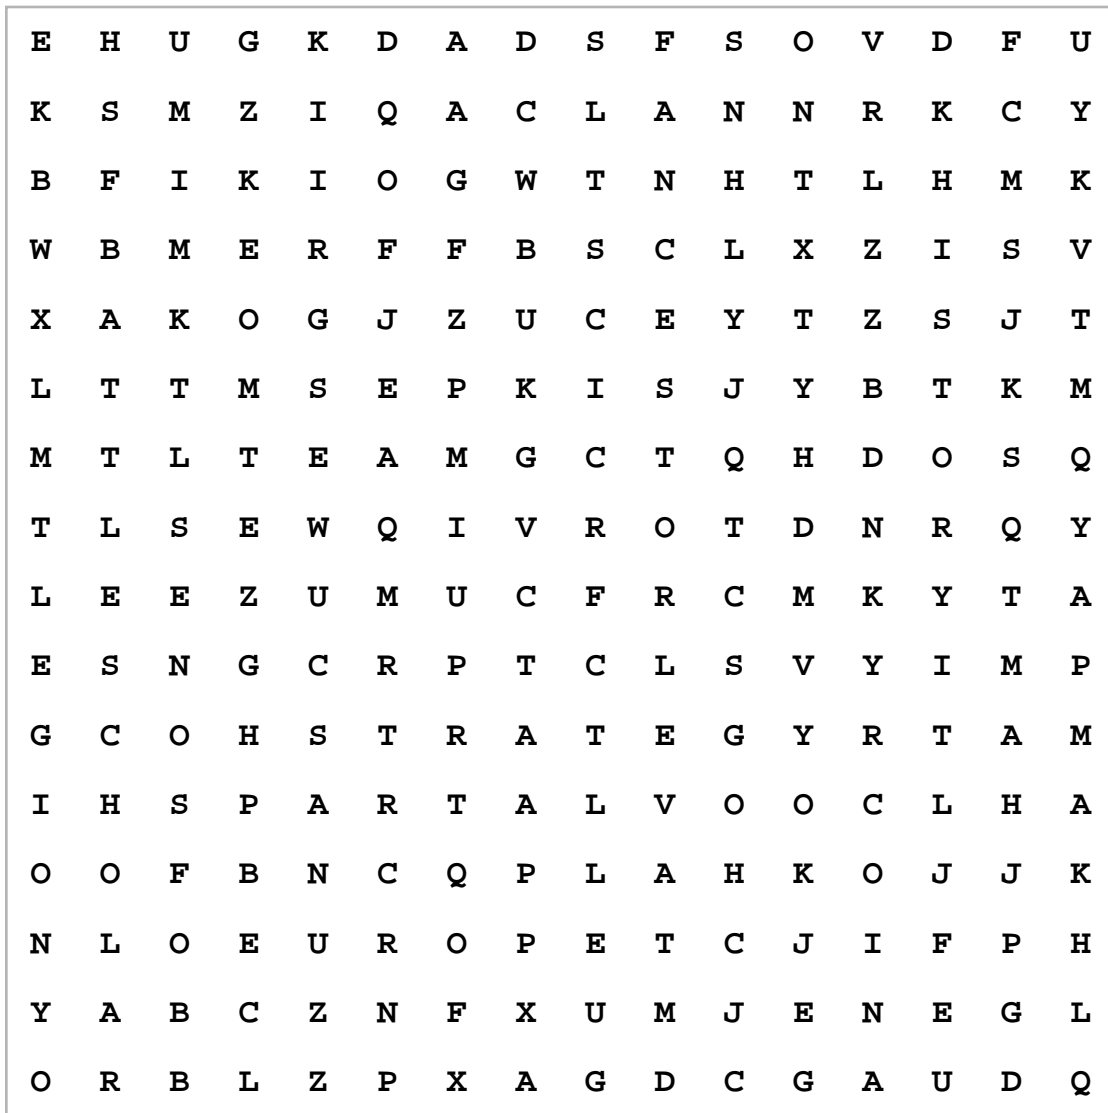 E H U G K D A D S F S O V D F U
K S M Z I Q A C L A N N R K C Y
B F I K I O G W T N H T L H M K
W B M E R F F B S C L X Z I S V
X A K O G J Z U C E Y T Z S J T
L T T M S E P K I S J Y B T K M
M T L T E A M G C T Q H D O S Q
T L S E W Q I V R O T D N R Q Y
L E E Z U M U C F R C M K Y T A
E S N G C R P T C L S V Y I M P
G C O H S T R A T E G Y R T A M
I H S P A R T A L V O O C L H A
O O F B N C Q P L A H K O J J K
N L O E U R O P E T C J I F P H
Y A B C Z N F X U M J E N E G L
O R B L Z P X A G D C G A U D Q